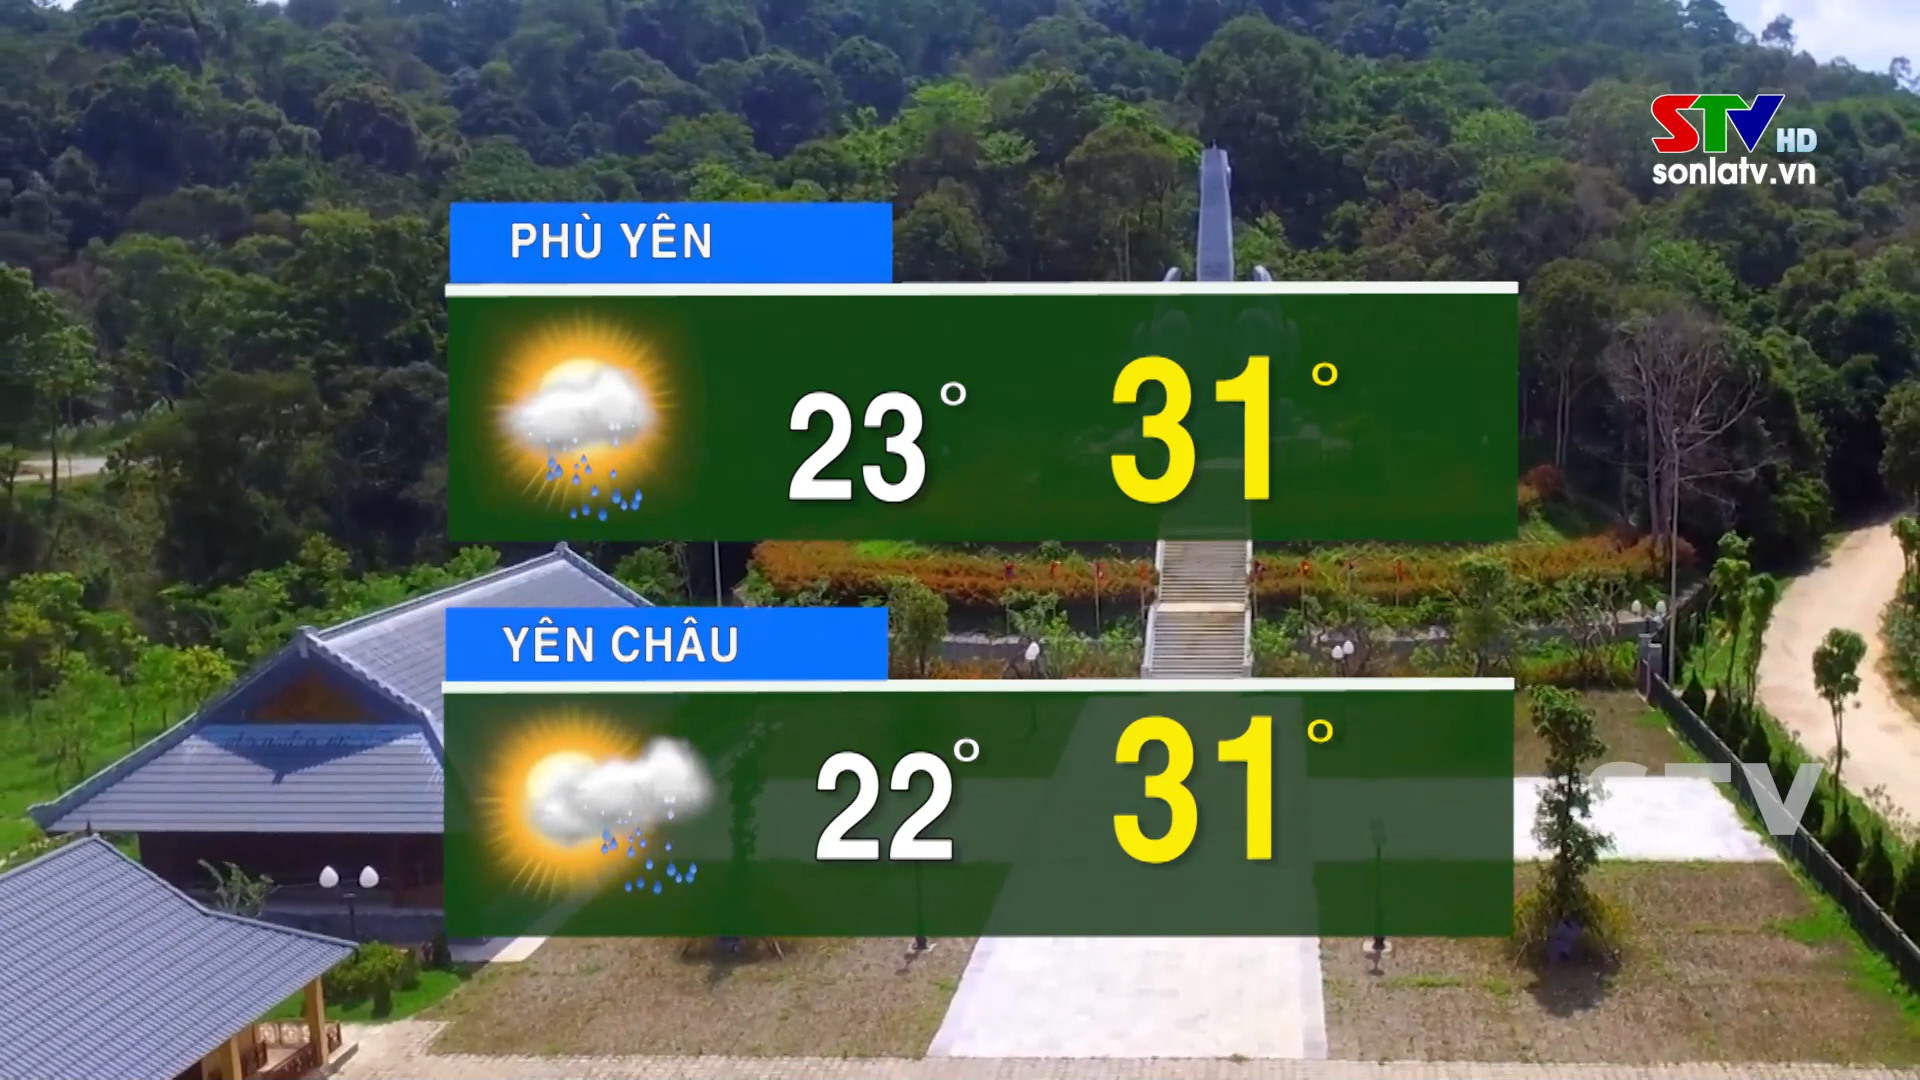 STV HD
sonlatv.vn
PHÙ YÊN
23° 31°
YÊN CHÂU
22° 31°
STV